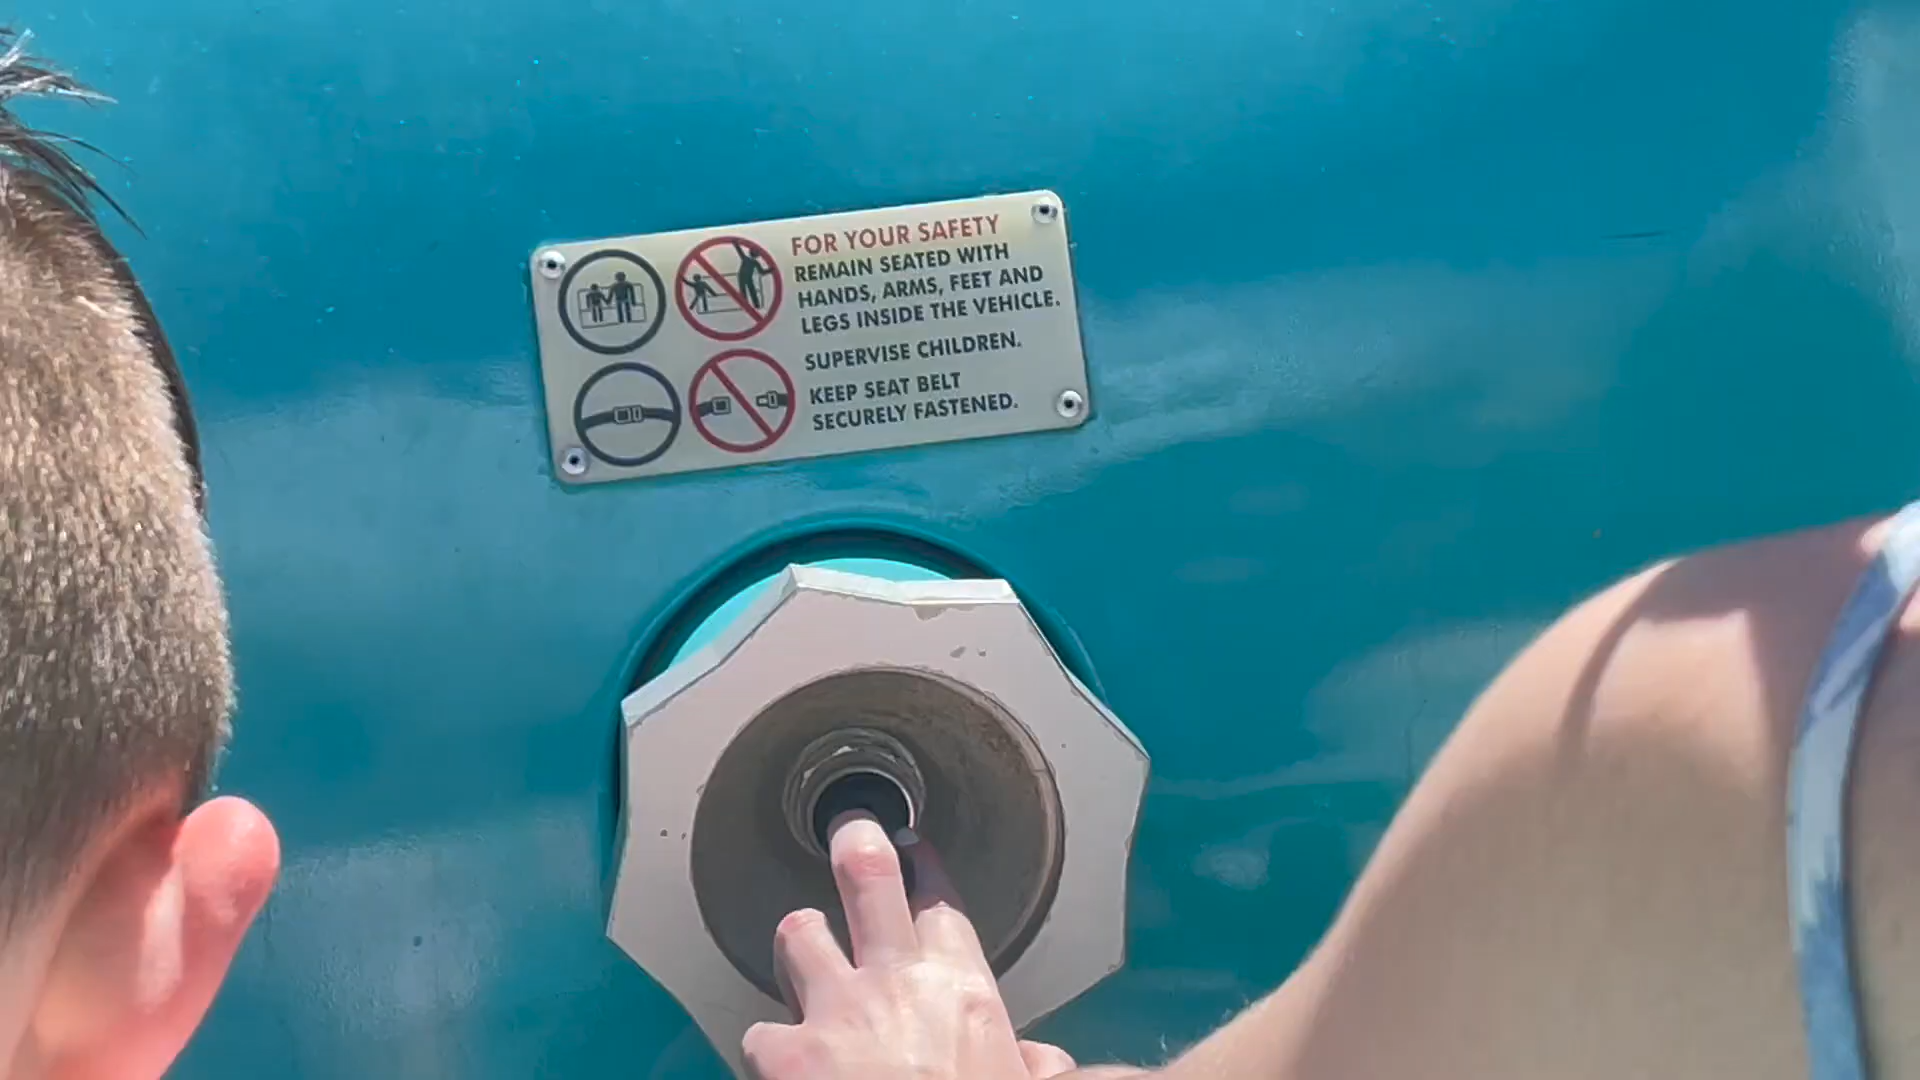 FOR YOUR SAFETY
REMAIN SEATED WITH
HANDS, ARMS, FEET AND
LEGS INSIDE THE VEHICLE.
SUPERVISE CHILDREN.
KEEP SEAT BELT
SECURELY FASTENED.